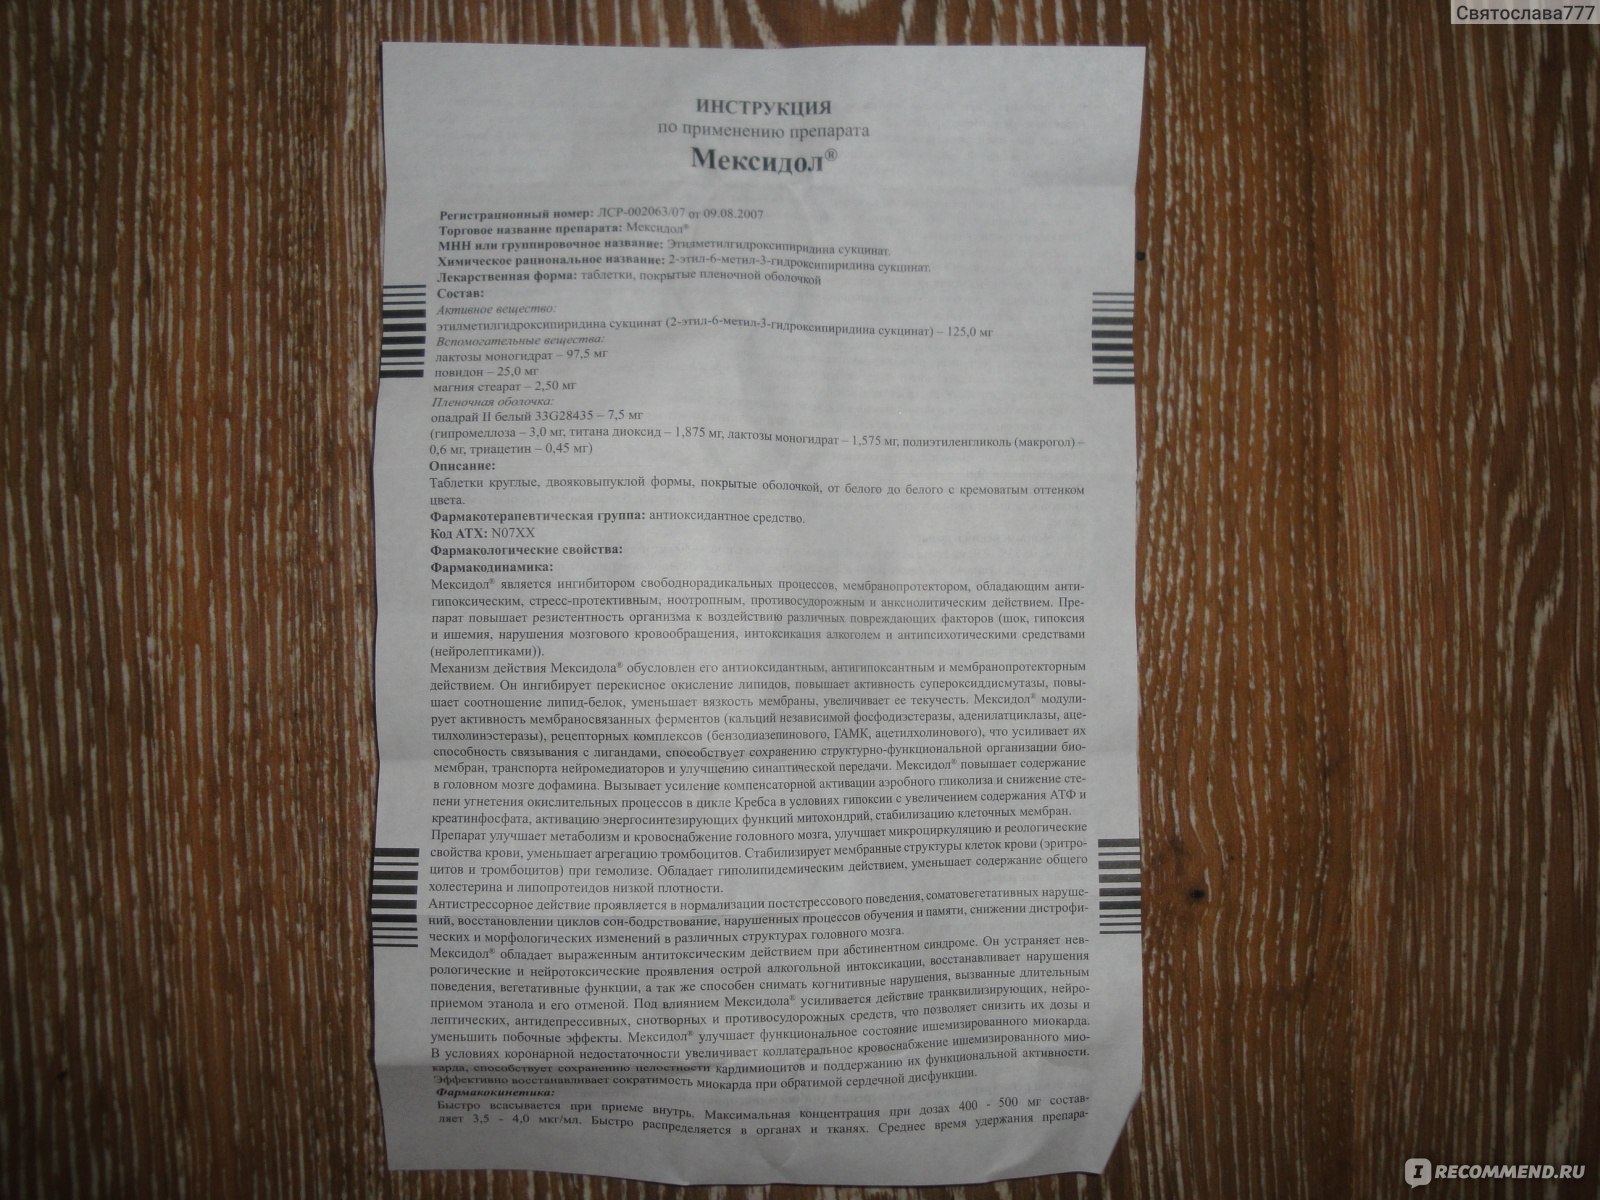 Святослава777
ИНСТРУКЦИЯ
по применению препарата
Мексидол®
Регистрационный номер: ЛСР-002063/07 от 09.08.2007
Торговое название препарата: Мексидол®
МНН или группировочное название: Этилметилгидроксипиридина сукцинат.
Химическое рациональное название: 2-этил-6-метил-3-гидроксипиридина сукцинат.
Лекарственная форма: таблетки, покрытые пленочной оболочкой
Состав:
Активное вещество:
этилметилгидроксипиридина сукцинат (2-этил-6-метил-3-гидроксипиридина сукцинат) – 125,0 мг
Вспомогательные вещества:
лактозы моногидрат – 97,5 мг
повидон – 25,0 мг
магния стеарат – 2,50 мг
Пленочная оболочка:
опадрай II белый 33G28435 – 7,5 мг
(гипромеллоза – 3,0 мг, титана диоксид – 1,875 мг, лактозы моногидрат – 1,575 мг, полиэтиленгликоль (макрогол) –
0,6 мг, триацетин – 0,45 мг)
Описание:
Таблетки круглые, двояковыпуклой формы, покрытые оболочкой, от белого до белого с кремоватым оттенком
цвета.
Фармакотерапевтическая группа: антиоксидантное средство.
Код АТХ: N07XX
Фармакологические свойства:
Фармакодинамика:
Мексидол® является ингибитором свободнорадикальных процессов, мембранопротектором, обладающим анти-
гипоксическим, стресс-протективным, ноотропным, противосудорожным и анксиолитическим действием. Пре-
парат повышает резистентность организма к воздействию различных повреждающих факторов (шок, гипоксия
и ишемия, нарушения мозгового кровообращения, интоксикация алкоголем и антипсихотическими средствами
(нейролептиками)).
Механизм действия Мексидола® обусловлен его антиоксидантным, антигипоксантным и мембранопротекторным
действием. Он ингибирует перекисное окисление липидов, повышает активность супероксиддисмутазы, повы-
шает соотношение липид-белок, уменьшает вязкость мембраны, увеличивает ее текучесть. Мексидол® модули-
рует активность мембраносвязанных ферментов (кальций независимой фосфодиэстеразы, аденилатциклазы, аце-
тилхолинэстеразы), рецепторных комплексов (бензодиазепинового, ГАМК, ацетилхолинового), что усиливает их
способность связывания с лигандами, способствует сохранению структурно-функциональной организации био-
мембран, транспорта нейромедиаторов и улучшению синаптической передачи. Мексидол® повышает содержание
в головном мозге дофамина. Вызывает усиление компенсаторной активации аэробного гликолиза и снижение сте-
пени угнетения окислительных процессов в цикле Кребса в условиях гипоксии с увеличением содержания АТФ и
креатинфосфата, активацию энергосинтезирующих функций митохондрий, стабилизацию клеточных мембран.
Препарат улучшает метаболизм и кровоснабжение головного мозга, улучшает микроциркуляцию и реологические
свойства крови, уменьшает агрегацию тромбоцитов. Стабилизирует мембранные структуры клеток крови (эритро-
цитов и тромбоцитов) при гемолизе. Обладает гиполипидемическим действием, уменьшает содержание общего
холестерина и липопротеидов низкой плотности.
Антистрессорное действие проявляется в нормализации постстрессового поведения, соматовегетативных наруше-
ний, восстановлении циклов сон-бодрствование, нарушенных процессов обучения и памяти, снижении дистрофи-
ческих и морфологических изменений в различных структурах головного мозга.
Мексидол® обладает выраженным антитоксическим действием при абстинентном синдроме. Он устраняет нев-
рологические и нейротоксические проявления острой алкогольной интоксикации, восстанавливает нарушения
поведения, вегетативные функции, а так же способен снимать когнитивные нарушения, вызванные длительным
приемом этанола и его отменой. Под влиянием Мексидола® усиливается действие транквилизирующих, нейро-
лептических, антидепрессивных, снотворных и противосудорожных средств, что позволяет снизить их дозы и
уменьшить побочные эффекты. Мексидол® улучшает функциональное состояние ишемизированного миокарда.
В условиях коронарной недостаточности увеличивает коллатеральное кровоснабжение ишемизированного мио-
карда, способствует сохранению целостности кардимиоцитов и поддержанию их функциональной активности.
Эффективно восстанавливает сократимость миокарда при обратимой сердечной дисфункции.
Фармакокинетика:
Быстро всасывается при приеме внутрь. Максимальная концентрация при дозах 400 - 500 мг состав-
ляет 3,5 - 4,0 мкг/мл. Быстро распределяется в органах и тканях. Среднее время удержания препара-
IRECOMMEND.RU